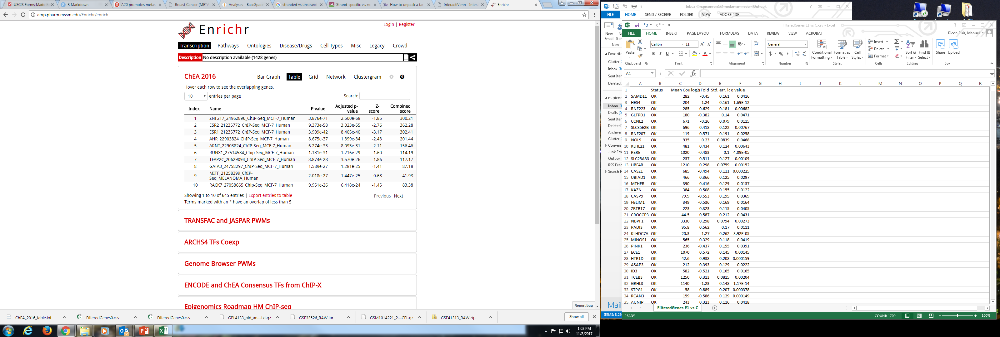 USCIS Forms Made E
R Markdown
A20 promotes metas
Breast Cancer (META
Analyses - BaseSpace
stranded vs unstrand
Strand-specific vs. no
How to unpack a tar
InteractiVenn - Intera
Enrichr
amp.pharm.mssm.edu/Enrichr/enrich
Login | Register
Enrichr
Transcription Pathways Ontologies Disease/Drugs Cell Types Misc Legacy Crowd
Description No description available (1428 genes)
ChEA 2016 Bar Graph Table Grid Network Clustergram
Hover each row to see the overlapping genes.
10 entries per page Search:
Index Name P-value Adjusted p-value Z-score Combined score
1 ZNF217_24962896_ChIP-Seq_MCF-7_Human 3.876e-71 2.500e-68 -1.85 300.21
2 ESR2_21235772_ChIP-Seq_MCF-7_Human 9.373e-58 3.023e-55 -2.76 362.28
3 ESR1_21235772_ChIP-Seq_MCF-7_Human 3.909e-42 8.405e-40 -3.17 302.41
4 AHR_22903824_ChIP-Seq_MCF-7_Human 8.675e-37 1.399e-34 -2.43 201.44
5 ARNT_22903824_ChIP-Seq_MCF-7_Human 6.274e-33 8.093e-31 -2.11 156.46
6 RUNX1_27514584_Chip-Seq_MCF-7_Human 1.131e-31 1.216e-29 -1.60 114.19
7 TFAP2C_20629094_ChIP-Seq_MCF-7_Human 3.874e-28 3.570e-26 -1.86 117.17
8 GATA3_24758297_ChIP-Seq_MCF-7_Human 1.589e-27 1.281e-25 -1.41 87.18
9 MITF_21258399_ChIP-Seq_MELANOMA_Human 2.018e-27 1.447e-25 -0.68 41.93
10 RACK7_27058665_Chip-Seq_MCF-7_Human 9.951e-26 6.418e-24 -1.45 83.38
Showing 1 to 10 of 645 entries | Export entries to table Previous Next
Terms marked with an * have an overlap of less than 5
TRANSFAC and JASPAR PWMs
ARCHS4 TFs Coexp
Genome Browser PWMs
ENCODE and ChEA Consensus TFs from ChIP-X
Epigenomics Roadmap HM ChIP-seq
Report bug
ChEA_2016_table.txt
FilteredGenes0.csv
FilteredGenes0.csv
GPL4133_old_an....txt.gz
GSE33526_RAW.tar
GSM1014221_2....CEL.gz
GSE41313_RAW.zip
Show all
1:02 PM
11/8/2017
Inbox - m.piconruiz1@med.miami.edu - Outlook
FILE HOME SEND / RECEIVE FOLDER VIEW ADOBE PDF
New Email
New
Favorite
Clutter
Inbox
Sent Iter
Deleted
m.picon
Inbox 3
Drafts [5
Sent Iter
Deleted
Archive
Clutter
Convers
Junk Em
Outbox
RSS Feed
Search F
Mail
ITEMS: 8,28
WORK
FilteredGenes E1 vs C.csv - Excel
FILE HOME INSERT PAGE LAYOUT FORMULAS DATA REVIEW VIEW ACROBAT
Picon Ruiz, Manuel
Paste
Calibri 11
B I U
General
$ % ,
Conditional Formatting
Format as Table
Cell Styles
Insert
Delete
Format
Sort & Filter
Find & Select
Share Upload
Clipboard Font Alignment Number Styles Cells Editing Box
A1
A B C D E F G H I J K L M N O P Q R
1 Status Mean Cou log2(Fold Std. err. lo q value
2 SAMD11 OK 282 -0.45 0.161 0.0416
3 HES4 OK 204 1.24 0.161 1.69E-12
4 RNF223 OK 285 0.629 0.181 0.00682
5 GLTPD1 OK 180 -0.382 0.14 0.0471
6 CCNL2 OK 671 -0.26 0.079 0.0115
7 SLC35E2B OK 696 0.418 0.122 0.00767
8 RNF207 OK 119 -0.571 0.191 0.0258
9 NOL9 OK 935 0.23 0.0839 0.0468
10 KLHL21 OK 481 0.434 0.124 0.00643
11 RERE OK 1020 -0.483 0.1 4.09E-05
12 SLC25A33 OK 237 0.511 0.127 0.00109
13 UBE4B OK 1210 0.298 0.0759 0.00152
14 CASZ1 OK 685 -0.494 0.111 0.000225
15 UBIAD1 OK 466 0.366 0.125 0.0297
16 MTHFR OK 390 -0.416 0.129 0.0137
17 KAZN OK 384 0.508 0.155 0.0122
18 CASP9 OK 79.9 -0.553 0.195 0.0369
19 FBLIM1 OK 349 -0.536 0.169 0.0164
20 ZBTB17 OK 223 -0.323 0.115 0.0405
21 CROCCP3 OK 44.5 -0.587 0.212 0.0431
22 NBPF1 OK 3330 0.298 0.0794 0.00273
23 PADI3 OK 95.8 0.562 0.17 0.0111
24 KLHDC7A OK 20.3 -1.27 0.262 3.92E-05
25 MINOS1 OK 565 0.329 0.118 0.0419
26 PINK1 OK 236 -0.437 0.155 0.0391
27 ECE1 OK 1070 0.572 0.145 0.00145
28 HTR1D OK 42.6 -0.938 0.208 0.000159
29 ASAP3 OK 212 -0.393 0.129 0.0222
30 ID3 OK 582 -0.521 0.165 0.0165
31 TCEB3 OK 1250 0.313 0.0815 0.00204
32 GRHL3 OK 1140 -1.23 0.148 1.17E-14
33 STPG1 OK 58 -0.889 0.207 0.000378
34 RCAN3 OK 159 -0.586 0.129 0.000149
35 AUNIP OK 243 0.323 0.116 0.0418
FilteredGenes E1 vs C
READY COUNT: 1709 100%